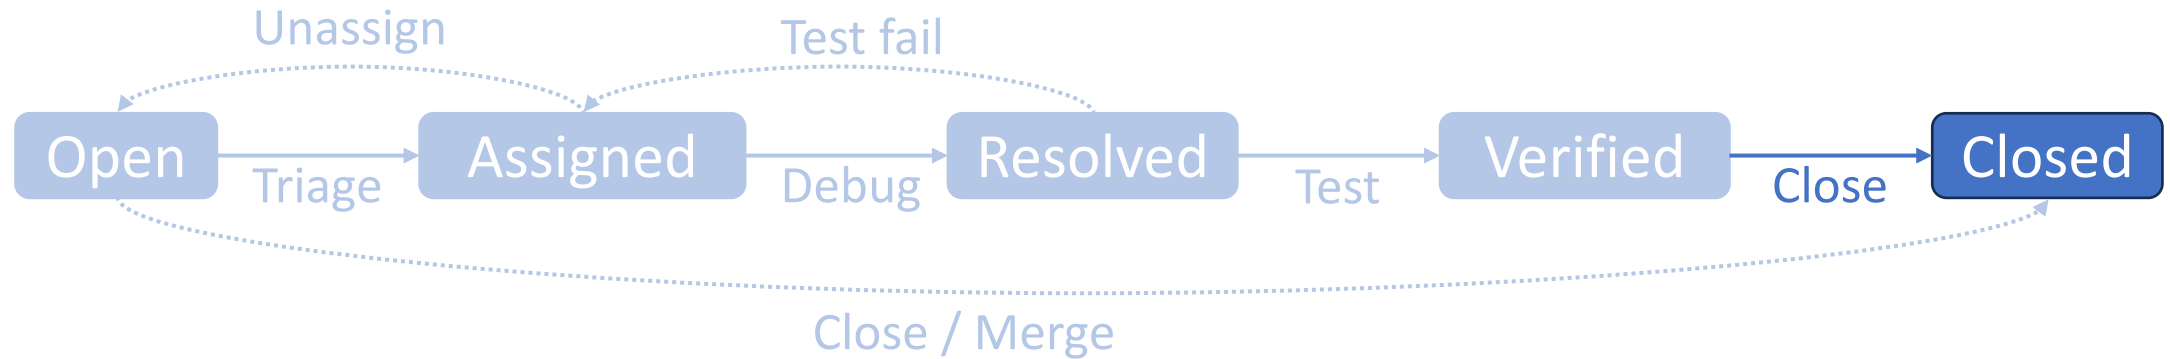 Unassign
Test fail
Open
Triage
Assigned
Debug
Resolved
Test
Verified
Close
Closed
Close / Merge